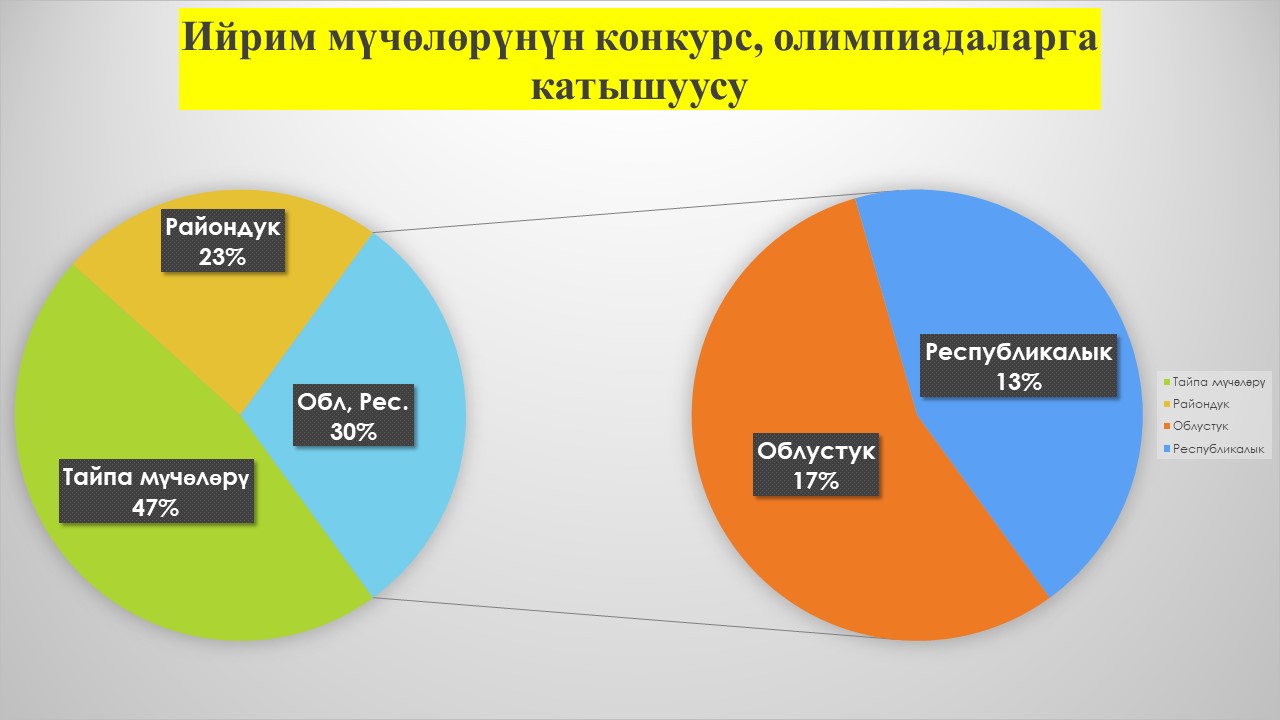 Ийрим мүчөлөрүнүн конкурс, олимпиадаларга
катышуусу
Райондук
23%
Обл, Рес.
30%
Тайпа мүчөлөрү
47%
Республикалык
13%
Облустук
17%
Тайпа мүчөлөрү
Райондук
Облустук
Республикалык